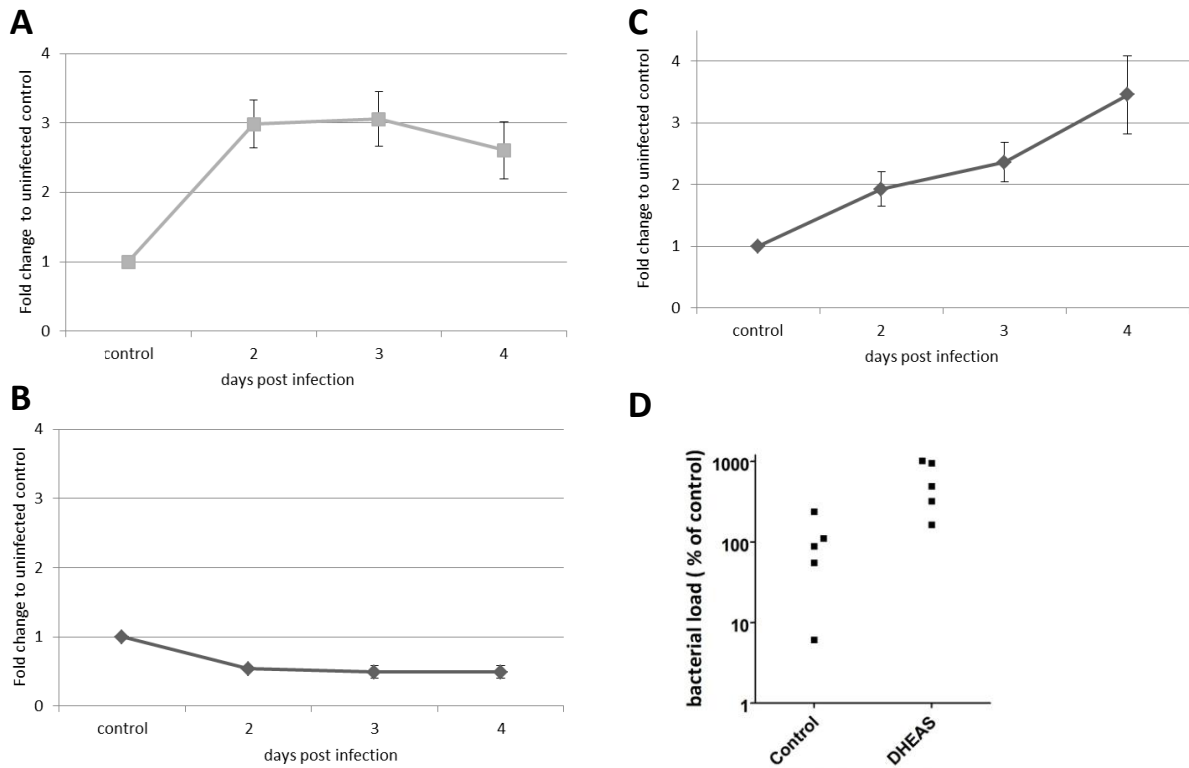 A
Fold change to uninfected control
4
3
2
1
0
control 2 3 4
days post infection
B
Fold change to uninfected control
4
3
2
1
0
control 2 3 4
days post infection
C
Fold change to uninfected control
4
3
2
1
0
control 2 3 4
days post infection
D
bacterial load ( % of control)
1000
100
10
1
Control DHEAS